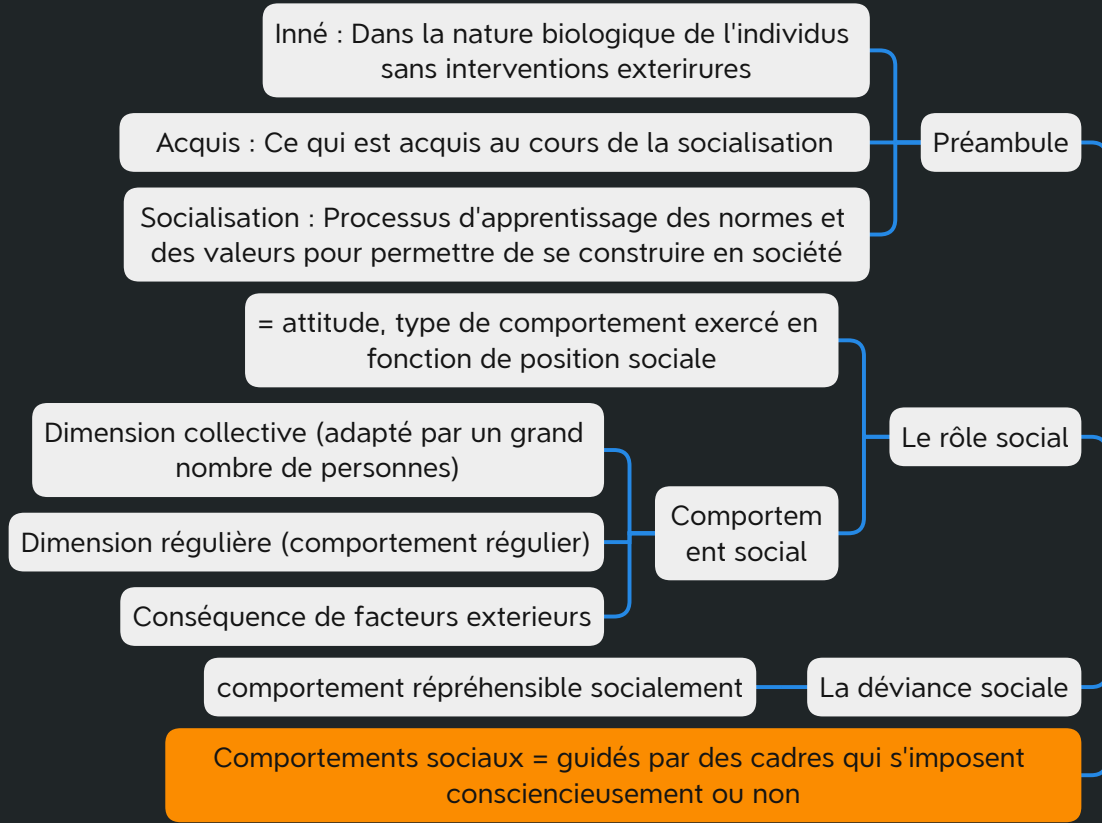 Inné : Dans la nature biologique de l'individus
sans interventions exterirures
Acquis : Ce qui est acquis au cours de la socialisation
Préambule
Socialisation : Processus d'apprentissage des normes et
des valeurs pour permettre de se construire en société
= attitude, type de comportement exercé en
fonction de position sociale
Le rôle social
Dimension collective (adapté par un grand
nombre de personnes)
Comportem
ent social
Dimension régulière (comportement régulier)
Conséquence de facteurs exterieurs
comportement répréhensible socialement
La déviance sociale
Comportements sociaux = guidés par des cadres qui s'imposent
consciencieusement ou non